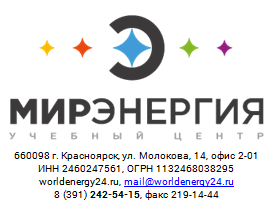 МИРЭНЕРГИЯ
УЧЕБНЫЙ ЦЕНТР
660098 г. Красноярск, ул. Молокова, 14, офис 2-01
ИНН 2460247561, ОГРН 1132468038295
worldenergy24.ru, mail@worldenergy24.ru
8 (391) 242-54-15, факс 219-14-44